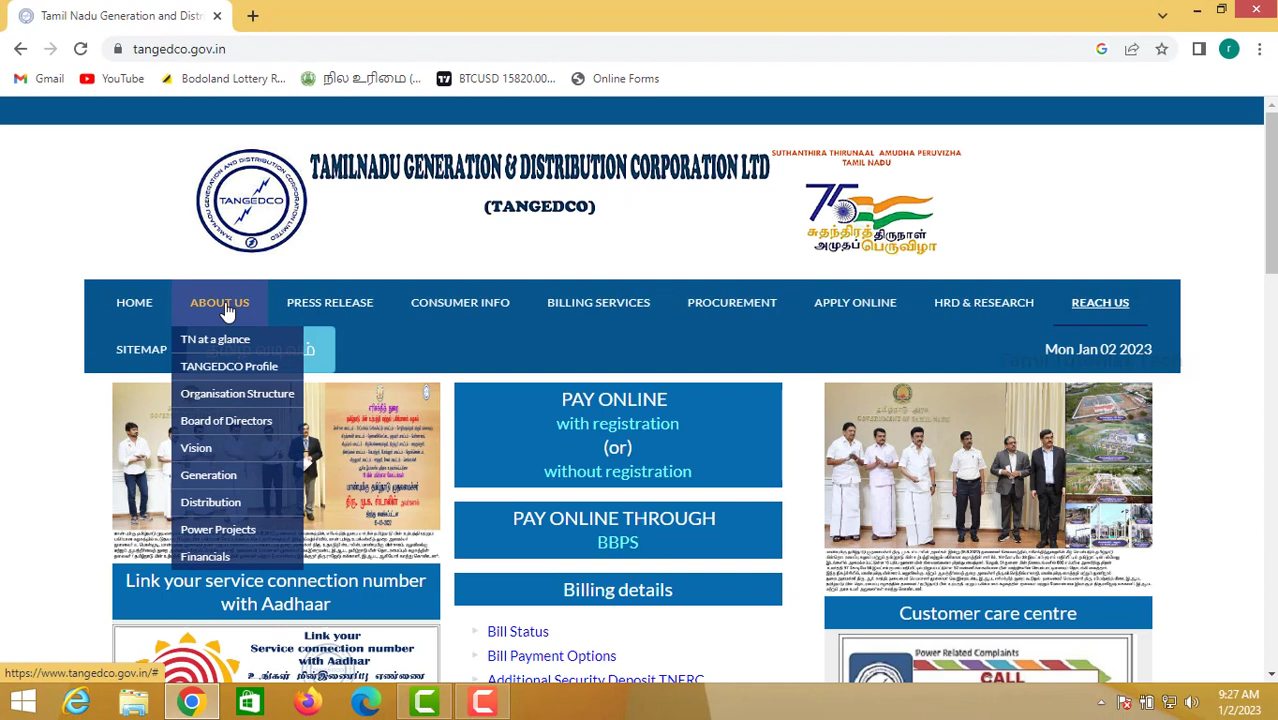 Tamil Nadu Generation and Distr
tangedco.gov.in
r
Gmail
YouTube
Bodoland Lottery R...
நில உரிமை (...
BTCUSD 15820.00...
Online Forms
TAMILNADU GENERATION & DISTRIBUTION CORPORATION LTD
(TANGEDCO)
TANGEDCO
SUTHANTHIRA THIRUNAAL AMUDHA PERUVIZHA
TAMIL NADU
75
சுதந்திரத்திருநாள்
அமுதப்பெருவிழா
HOME
ABOUT US
PRESS RELEASE
CONSUMER INFO
BILLING SERVICES
PROCUREMENT
APPLY ONLINE
HRD & RESEARCH
REACH US
SITEMAP
Mon Jan 02 2023
TN at a glance
TANGEDCO Profile
Organisation Structure
Board of Directors
Vision
Generation
Distribution
Power Projects
Financials
PAY ONLINE
with registration
(or)
without registration
PAY ONLINE THROUGH
BBPS
Billing details
Bill Status
Bill Payment Options
Additional Security Deposit TNERC
Link your service connection number
with Aadhaar
Link your
Service connection number
with Aadhar
Customer care centre
Power Related Complaints
CALL
https://www.tangedco.gov.in/#
9:27 AM
1/2/2023